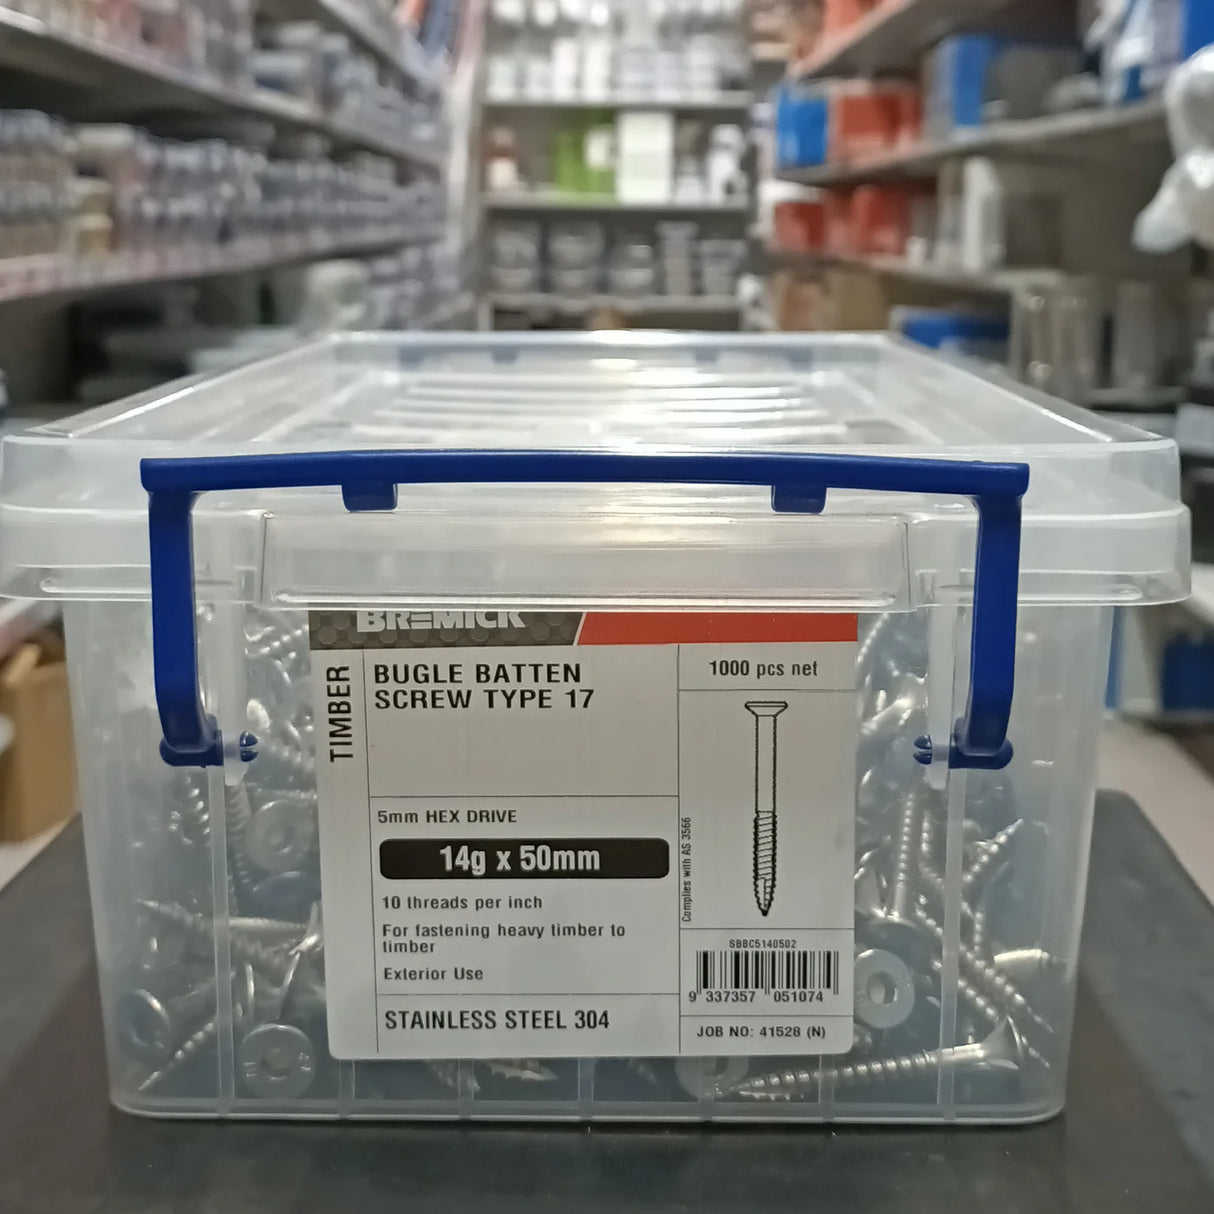 BREMICK
TIMBER
BUGLE BATTEN
SCREW TYPE 17
1000 pcs net
5mm HEX DRIVE
14g x 50mm
10 threads per inch
For fastening heavy timber to
timber
Exterior Use
STAINLESS STEEL 304
Complies with AS 3566
SBBC5140502
9 337357 051074
JOB NO: 41528 (N)